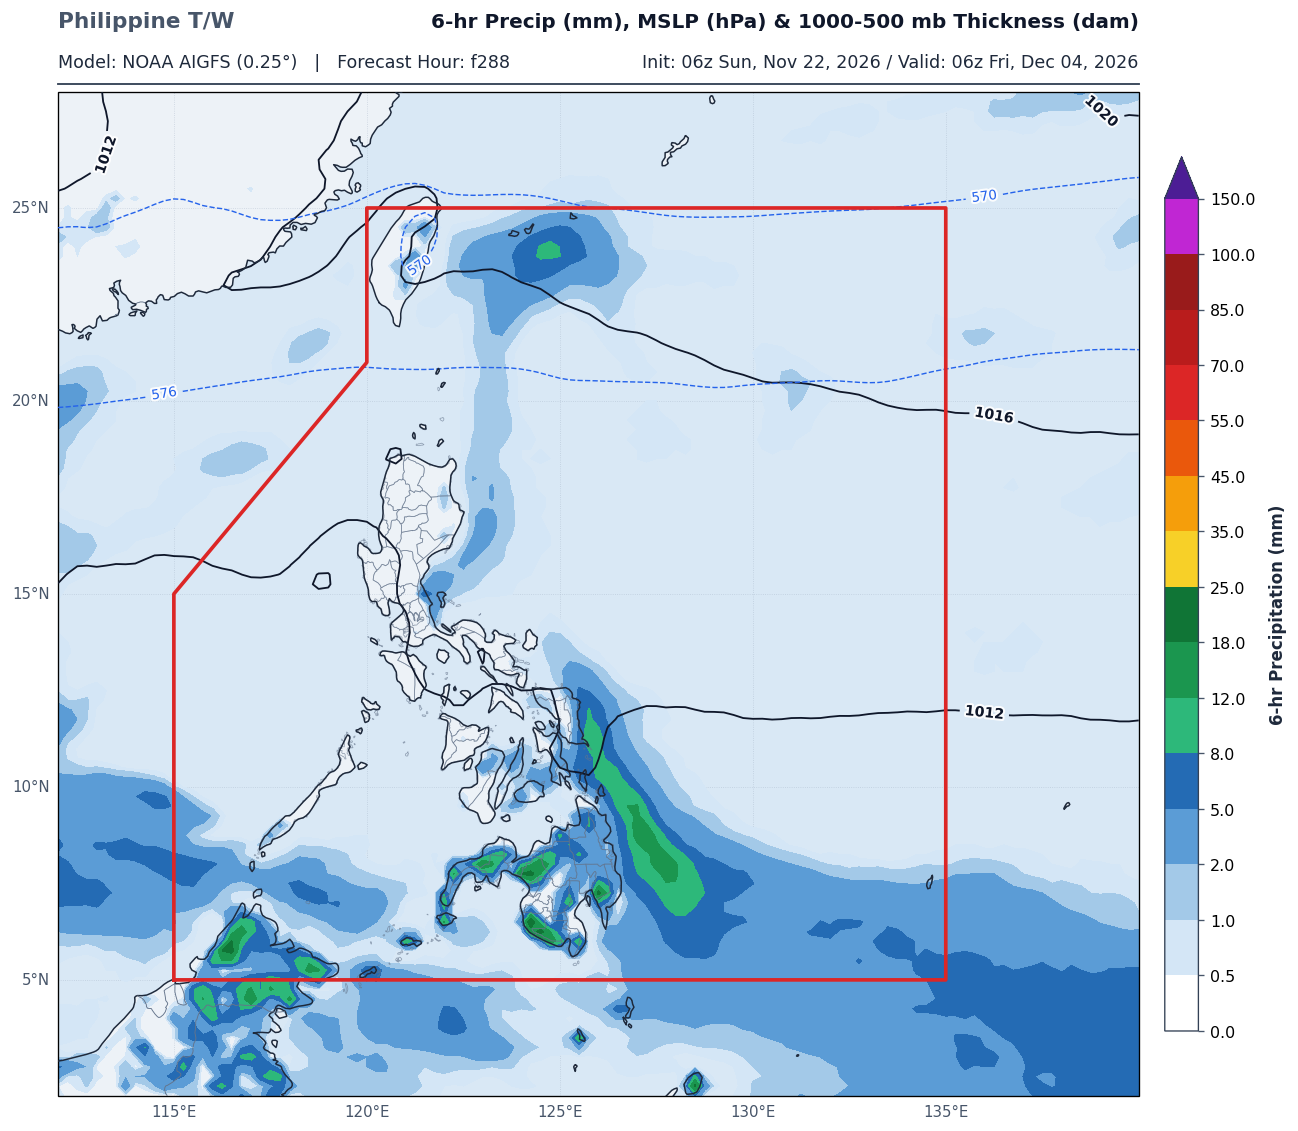 Philippine T/W
6-hr Precip (mm), MSLP (hPa) & 1000-500 mb Thickness (dam)
Model: NOAA AIGFS (0.25°) | Forecast Hour: f288
Init: 06z Sun, Nov 22, 2026 / Valid: 06z Fri, Dec 04, 2026
1012
1020
570
570
576
1016
1012
25°N
20°N
15°N
10°N
5°N
115°E
120°E
125°E
130°E
135°E
150.0
100.0
85.0
70.0
55.0
45.0
35.0
25.0
18.0
12.0
8.0
5.0
2.0
1.0
0.5
0.0
6-hr Precipitation (mm)